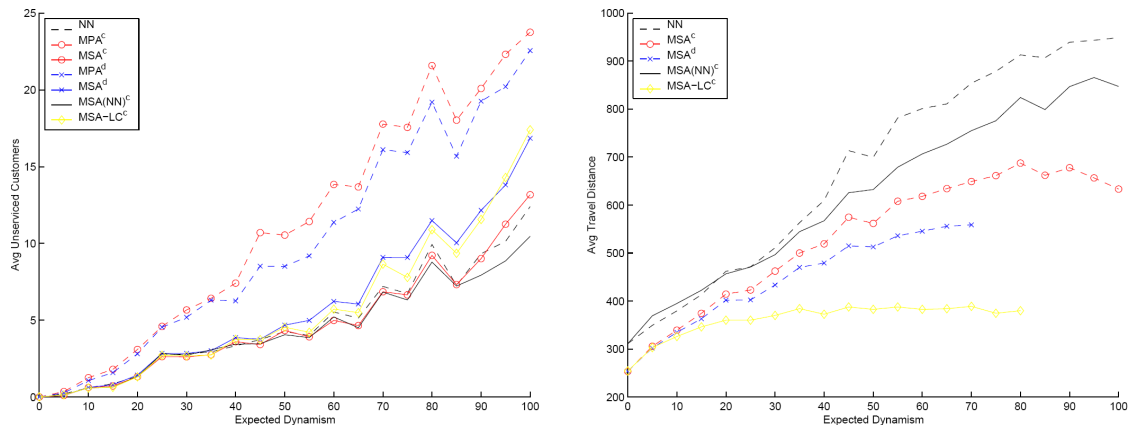 25
20
15
10
5
0
Avg Unserviced Customers
NN
MPA^c
MSA^c
MPA^d
MSA^d
MSA(NN)^c
MSA−LC^c
0 10 20 30 40 50 60 70 80 90 100
Expected Dynamism
1000
900
800
700
600
500
400
300
200
Avg Travel Distance
NN
MSA^c
MSA^d
MSA(NN)^c
MSA−LC^c
0 10 20 30 40 50 60 70 80 90 100
Expected Dynamism